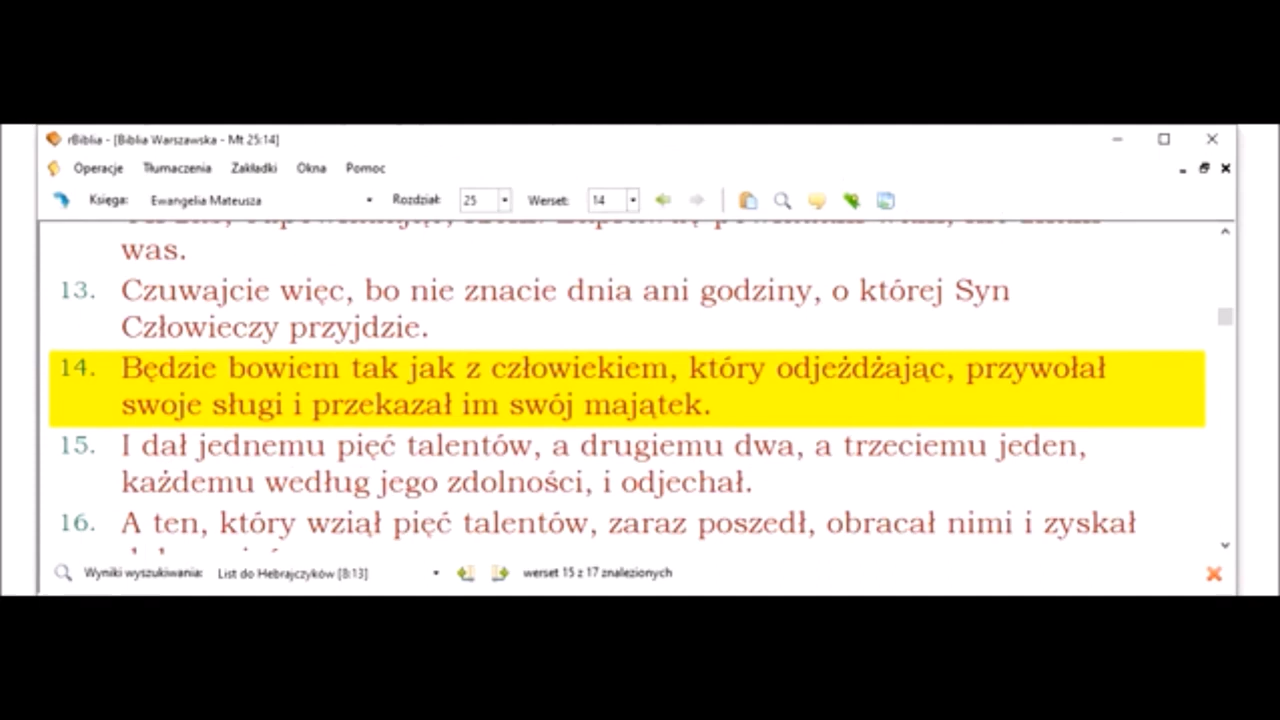 rBiblia - [Biblia Warszawska - Mt 25:14]
Operacje Tłumaczenia Zakładki Okna Pomoc
Księga: Ewangelia Mateusza Rozdział: 25 Werset: 14
was.
13. Czuwajcie więc, bo nie znacie dnia ani godziny, o której Syn
Człowieczy przyjdzie.
14. Będzie bowiem tak jak z człowiekiem, który odjeżdżając, przywołał
swoje sługi i przekazał im swój majątek.
15. I dał jednemu pięć talentów, a drugiemu dwa, a trzeciemu jeden,
każdemu według jego zdolności, i odjechał.
16. A ten, który wziął pięć talentów, zaraz poszedł, obracał nimi i zyskał
Wyniki wyszukiwania: List do Hebrajczyków [8:13] werset 15 z 17 znalezionych